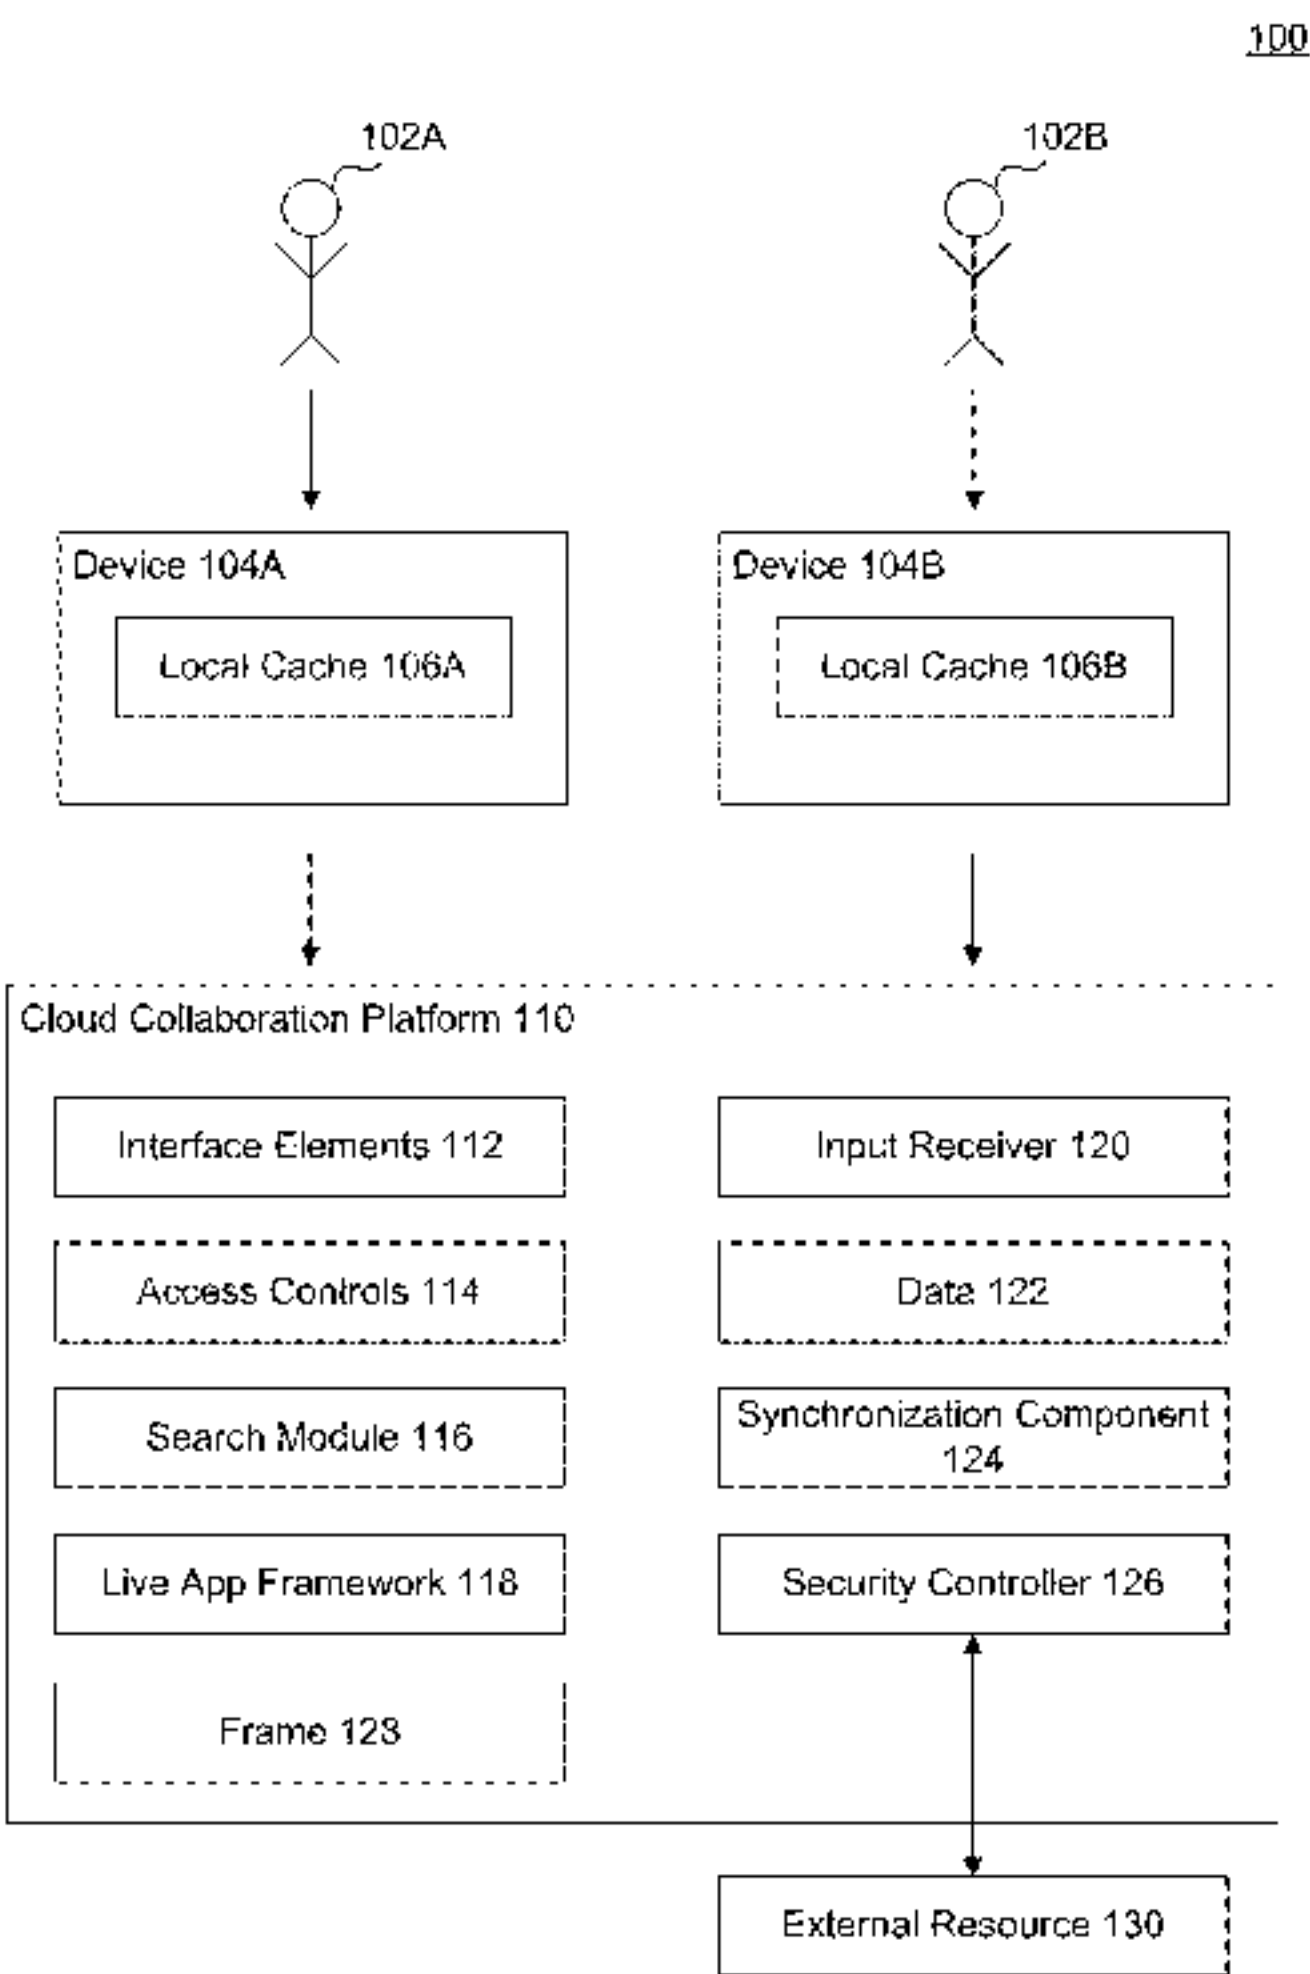 100
102A
102B
Device 104A
Device 104B
Local Cache 106A
Local Cache 106B
Cloud Collaboration Platform 110
Interface Elements 112
Input Receiver 120
Access Controls 114
Data 122
Search Module 116
Synchronization Component
124
Live App Framework 118
Security Controller 126
Frame 128
External Resource 130